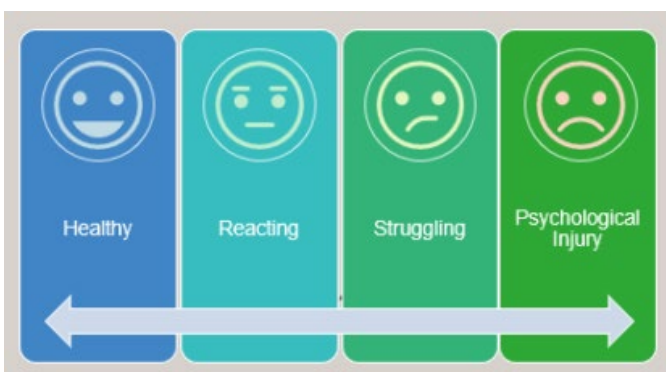 Healthy
Reacting
Struggling
Psychological
Injury